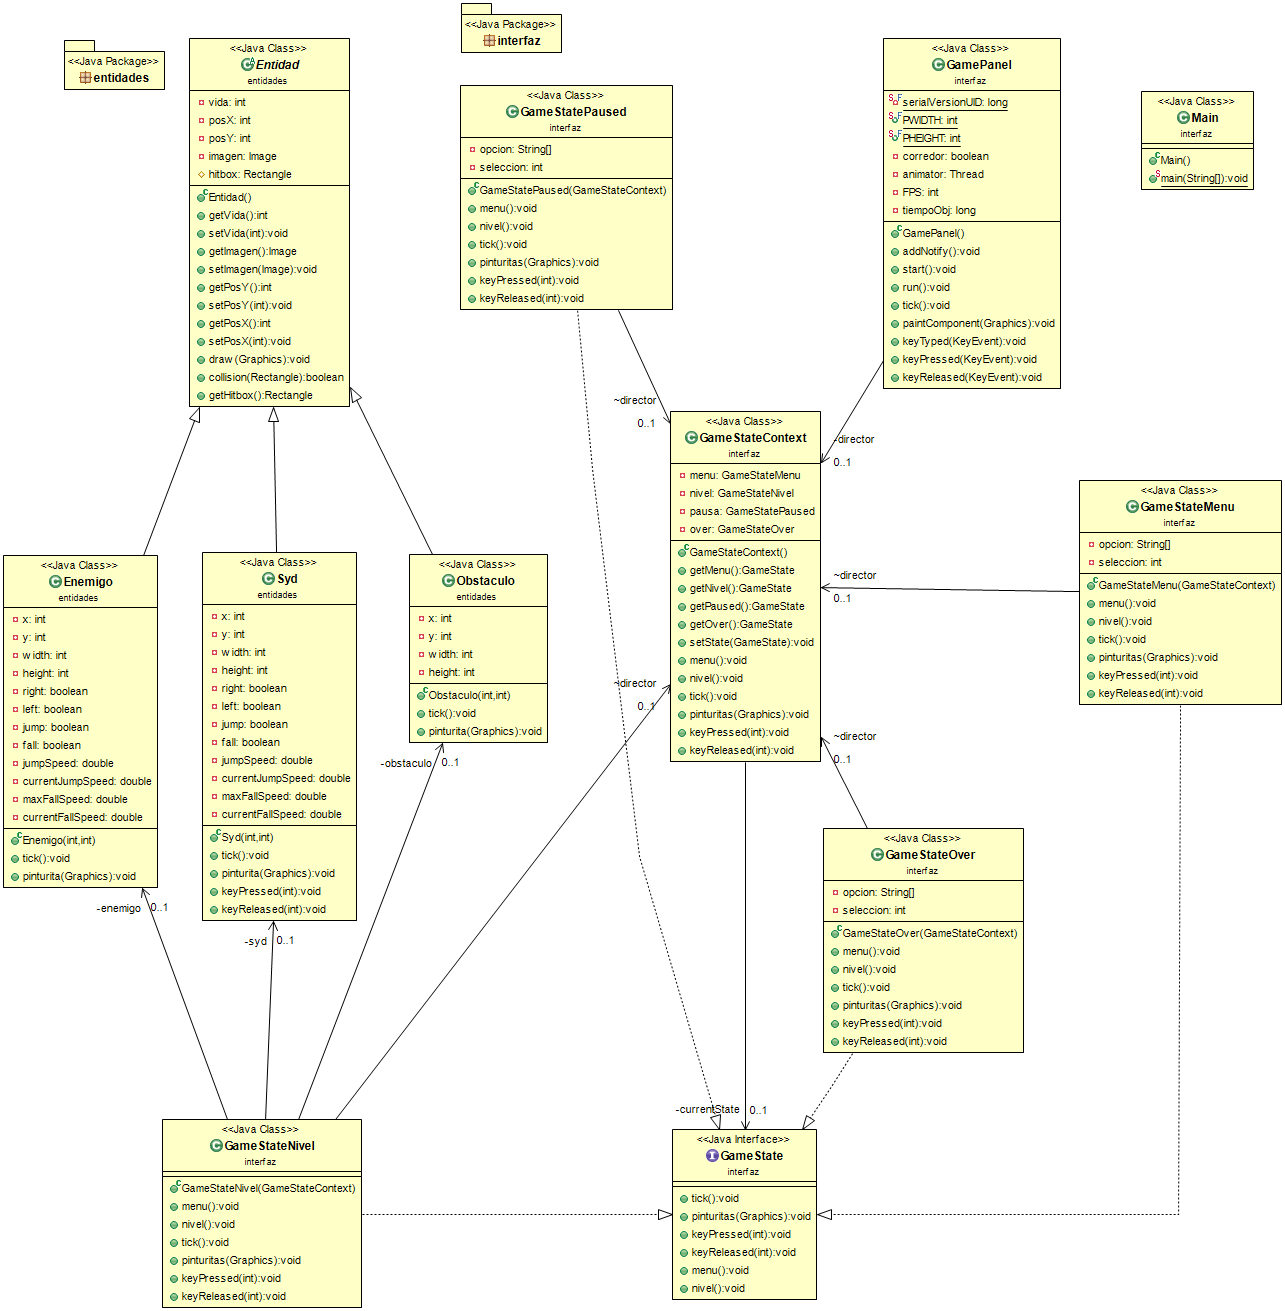 <<Java Package>>
entidades
<<Java Class>>
Entidad
entidades
vida: int
posX: int
posY: int
imagen: Image
hitbox: Rectangle
Entidad()
getVida():int
setVida(int):void
getImagen():Image
setImagen(Image):void
getPosY():int
setPosY(int):void
getPosX():int
setPosX(int):void
draw(Graphics):void
collision(Rectangle):boolean
getHitbox():Rectangle
<<Java Package>>
interfaz
<<Java Class>>
GameStatePaused
interfaz
opcion: String[]
seleccion: int
GameStatePaused(GameStateContext)
menu():void
nivel():void
tick():void
pinturitas(Graphics):void
keyPressed(int):void
keyReleased(int):void
<<Java Class>>
GamePanel
interfaz
serialVersionUID: long
PWIDTH: int
PHEIGHT: int
corredor: boolean
animator: Thread
FPS: int
tiempoObj: long
GamePanel()
addNotify():void
start():void
run():void
tick():void
paintComponent(Graphics):void
keyTyped(KeyEvent):void
keyPressed(KeyEvent):void
keyReleased(KeyEvent):void
<<Java Class>>
Main
interfaz
Main()
main(String[]):void
~director
0..1
-director
0..1
<<Java Class>>
GameStateContext
interfaz
menu: GameStateMenu
nivel: GameStateNivel
pausa: GameStatePaused
over: GameStateOver
GameStateContext()
getMenu():GameState
getNivel():GameState
getPaused():GameState
getOver():GameState
setState(GameState):void
menu():void
nivel():void
tick():void
pinturitas(Graphics):void
keyPressed(int):void
keyReleased(int):void
~director
0..1
<<Java Class>>
GameStateMenu
interfaz
opcion: String[]
seleccion: int
GameStateMenu(GameStateContext)
menu():void
nivel():void
tick():void
pinturitas(Graphics):void
keyPressed(int):void
keyReleased(int):void
<<Java Class>>
Enemigo
entidades
x: int
y: int
width: int
height: int
right: boolean
left: boolean
jump: boolean
fall: boolean
jumpSpeed: double
currentJumpSpeed: double
maxFallSpeed: double
currentFallSpeed: double
Enemigo(int,int)
tick():void
pinturita(Graphics):void
<<Java Class>>
Syd
entidades
x: int
y: int
width: int
height: int
right: boolean
left: boolean
jump: boolean
fall: boolean
jumpSpeed: double
currentJumpSpeed: double
maxFallSpeed: double
currentFallSpeed: double
Syd(int,int)
tick():void
pinturita(Graphics):void
keyPressed(int):void
keyReleased(int):void
<<Java Class>>
Obstaculo
entidades
x: int
y: int
width: int
height: int
Obstaculo(int,int)
tick():void
pinturita(Graphics):void
~director
0..1
-obstaculo
0..1
~director
0..1
<<Java Class>>
GameStateOver
interfaz
opcion: String[]
seleccion: int
GameStateOver(GameStateContext)
menu():void
nivel():void
tick():void
pinturitas(Graphics):void
keyPressed(int):void
keyReleased(int):void
-enemigo
0..1
-syd
0..1
<<Java Class>>
GameStateNivel
interfaz
GameStateNivel(GameStateContext)
menu():void
nivel():void
tick():void
pinturitas(Graphics):void
keyPressed(int):void
keyReleased(int):void
-currentState
0..1
<<Java Interface>>
GameState
interfaz
tick():void
pinturitas(Graphics):void
keyPressed(int):void
keyReleased(int):void
menu():void
nivel():void